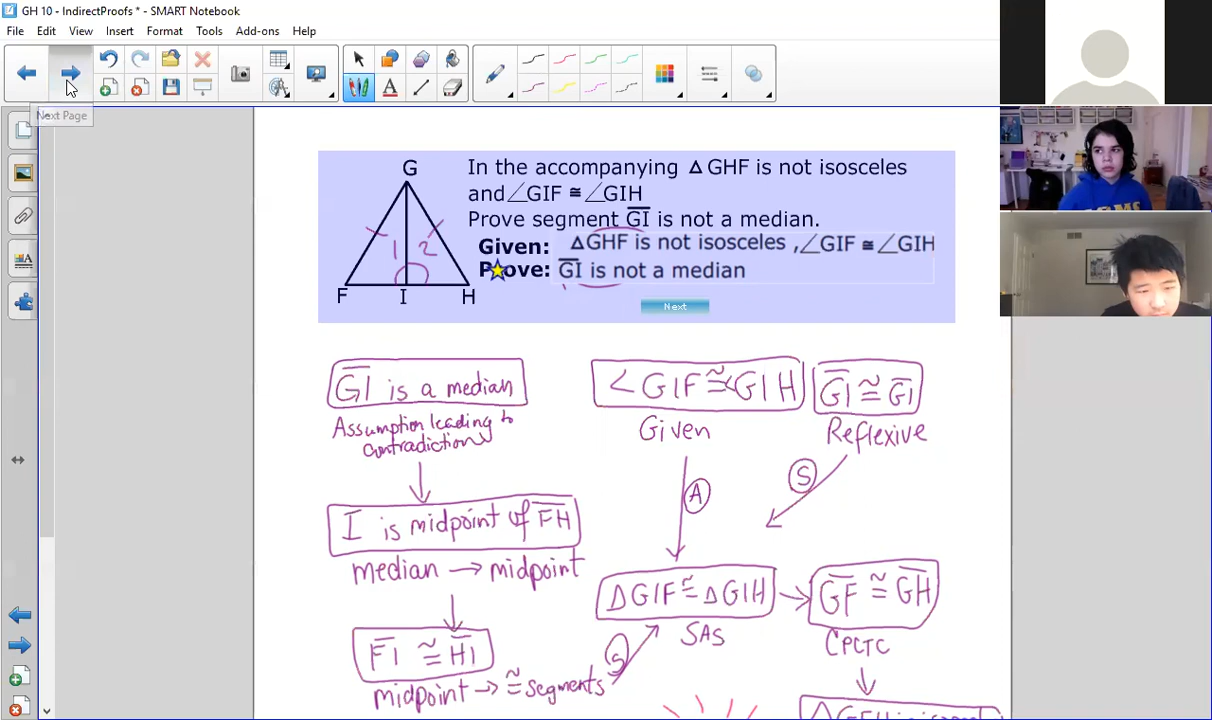 GH 10 - IndirectProofs * - SMART Notebook
File Edit View Insert Format Tools Add-ons Help
Next Page
In the accompanying △GHF is not isosceles
and∠GIF ≅∠GIH
Prove segment GI is not a median.
Given: △GHF is not isosceles ,∠GIF ≅∠GIH
Prove: GI is not a median
Next
G
1 2
F I H
GI is a median
Assumption leading to
contradiction
∠GIF≅∠GIH
Given
GI≅GI
Reflexive
A
S
I is midpoint of FH
median → midpoint
△GIF≅△GIH
SAS
GF≅GH
CPCTC
FI≅HI
midpoint → ≅segments
S